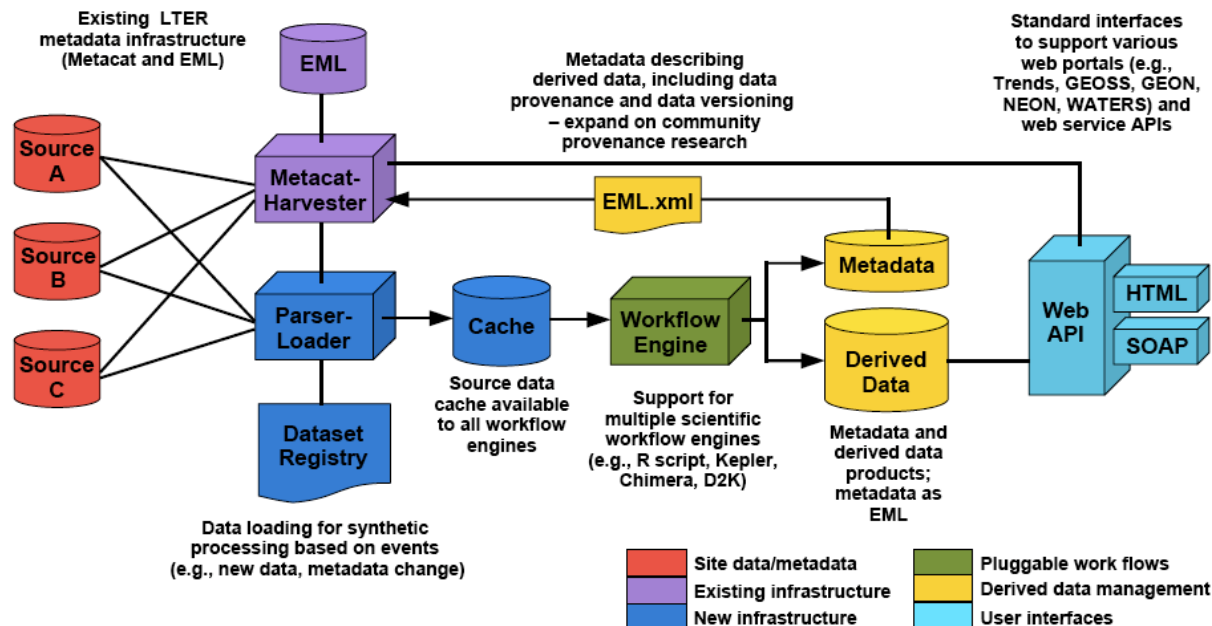 Existing LTER
metadata infrastructure
(Metacat and EML)
EML
Metadata describing
derived data, including data
provenance and data versioning
– expand on community
provenance research
Standard interfaces
to support various
web portals (e.g.,
Trends, GEOSS, GEON,
NEON, WATERS) and
web service APIs
Source
A
Source
B
Source
C
Metacat-
Harvester
EML.xml
Parser-
Loader
Cache
Workflow
Engine
Metadata
Derived
Data
Web
API
HTML
SOAP
Dataset
Registry
Source data
cache available
to all workflow
engines
Support for
multiple scientific
workflow engines
(e.g., R script, Kepler,
Chimera, D2K)
Metadata and
derived data
products;
metadata as
EML
Data loading for synthetic
processing based on events
(e.g., new data, metadata change)
Site data/metadata
Existing infrastructure
New infrastructure
Pluggable work flows
Derived data management
User interfaces